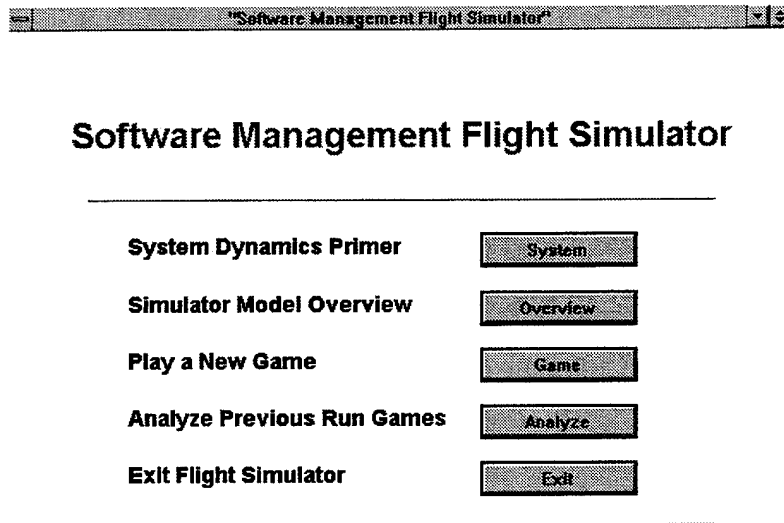 "Software Management Flight Simulator"
Software Management Flight Simulator
System Dynamics Primer System
Simulator Model Overview Overview
Play a New Game Game
Analyze Previous Run Games Analyze
Exit Flight Simulator Exit